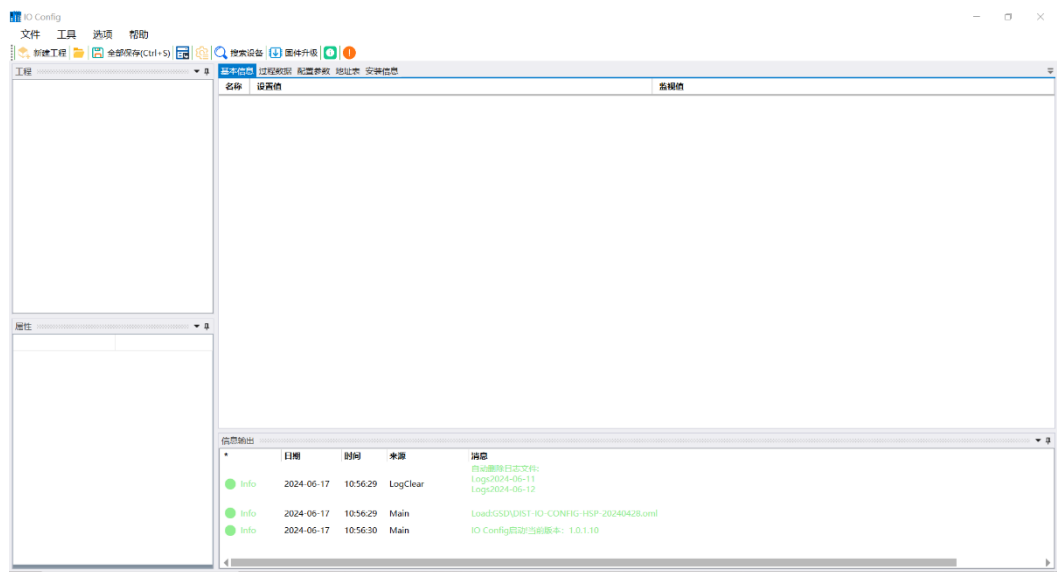 IO Config
文件 工具 选项 帮助
新建工程 全部保存(Ctrl+S) 搜索设备 固件升级
工程
基本信息 过程数据 配置参数 地址表 安装信息
名称 设置值 监视值
属性
信息输出
* 日期 时间 来源 消息
自动删除日志文件:
Logs2024-06-11
Info 2024-06-17 10:56:29 LogClear
Logs2024-06-12
Info 2024-06-17 10:56:29 Main Load:GSD\DIST-IO-CONFIG-HSP-20240428.oml
Info 2024-06-17 10:56:30 Main IO Config启动!当前版本：1.0.1.10